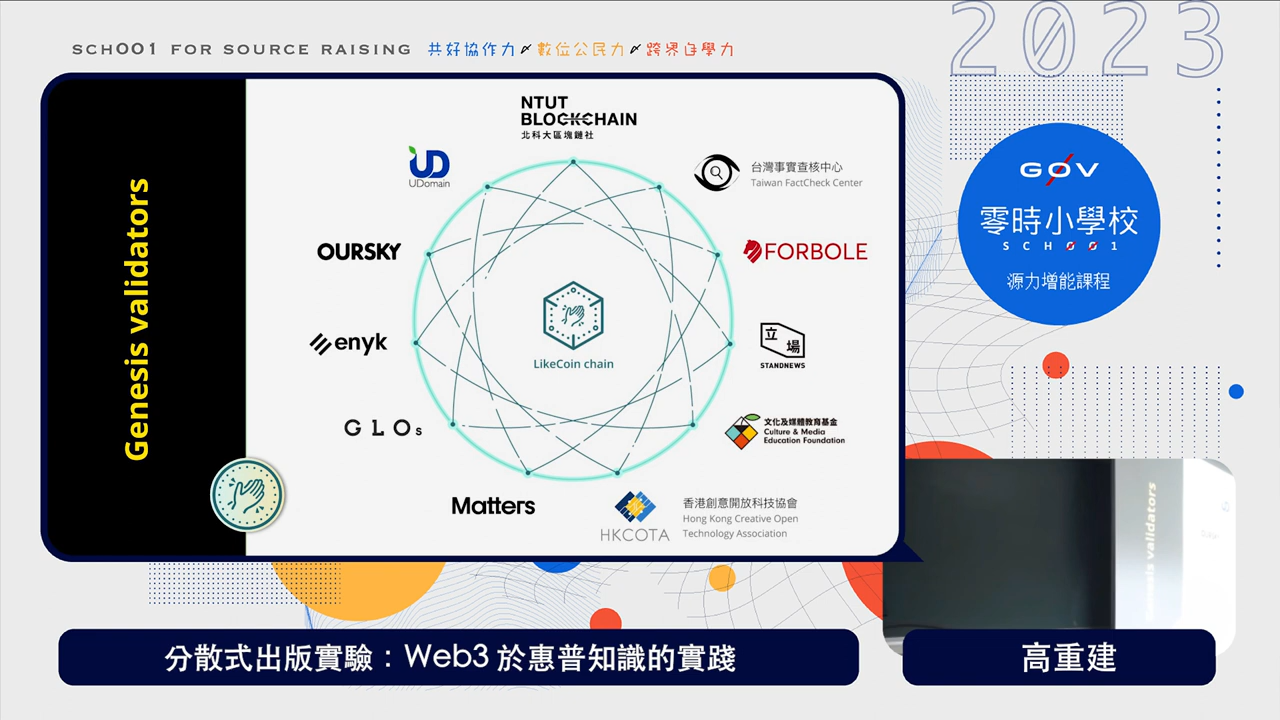 SCH001 FOR SOURCE RAISING 共好協作力 數位公民力 跨界自學力
2023
Genesis validators
NTUT
BLOCKCHAIN
北科大區塊鏈社
UD
UDomain
台灣事實查核中心
Taiwan FactCheck Center
OURSKY
FORBOLE
enyk
LikeCoin chain
立
場
STANDNEWS
GLOs
文化及媒體教育基金
Culture & Media
Education Foundation
Matters
HKCOTA
香港創意開放科技協會
Hong Kong Creative Open
Technology Association
G0V
零時小學校
SCH001
源力增能課程
Genesis validators
分散式出版實驗：Web3 於惠普知識的實踐
高重建